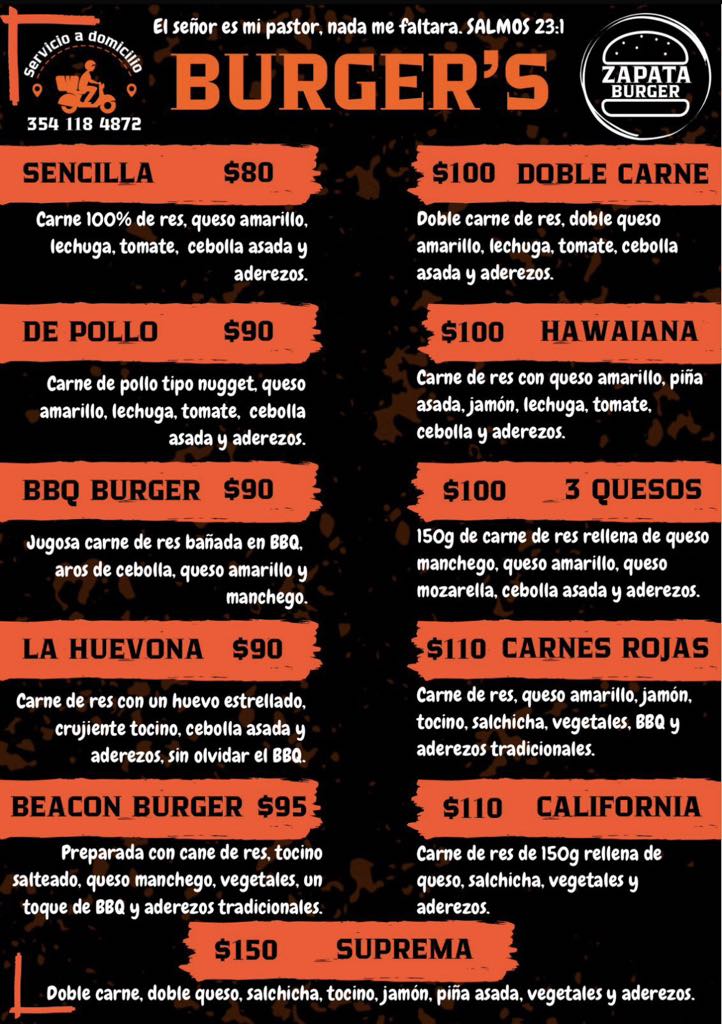 El señor es mi pastor, nada me faltara. SALMOS 23:1
Servicio a domicilio
354 118 4872
BURGER'S
ZAPATA
BURGER
SENCILLA $80
Carne 100% de res, queso amarillo,
lechuga, tomate, cebolla asada y
aderezos.
$100 DOBLE CARNE
Doble carne de res, doble queso
amarillo, lechuga, tomate, cebolla
asada y aderezos.
DE POLLO $90
Carne de pollo tipo nugget, queso
amarillo, lechuga, tomate, cebolla
asada y aderezos.
$100 HAWAIANA
Carne de res con queso amarillo, piña
asada, jamón, lechuga, tomate,
cebolla y aderezos.
BBQ BURGER $90
Jugosa carne de res bañada en BBQ,
aros de cebolla, queso amarillo y
manchego.
$100 3 QUESOS
150g de carne de res rellena de queso
manchego, queso amarillo, queso
mozarella, cebolla asada y aderezos.
LA HUEVONA $90
Carne de res con un huevo estrellado,
crujiente tocino, cebolla asada y
aderezos, sin olvidar el BBQ.
$110 CARNES ROJAS
Carne de res, queso amarillo, jamón,
tocino, salchicha, vegetales, BBQ y
aderezos tradicionales.
BEACON BURGER $95
Preparada con cane de res, tocino
salteado, queso manchego, vegetales, un
toque de BBQ y aderezos tradicionales.
$110 CALIFORNIA
Carne de res de 150g rellena de
queso, salchicha, vegetales y
aderezos.
$150 SUPREMA
Doble carne, doble queso, salchicha, tocino, jamón, piña asada, vegetales y aderezos.